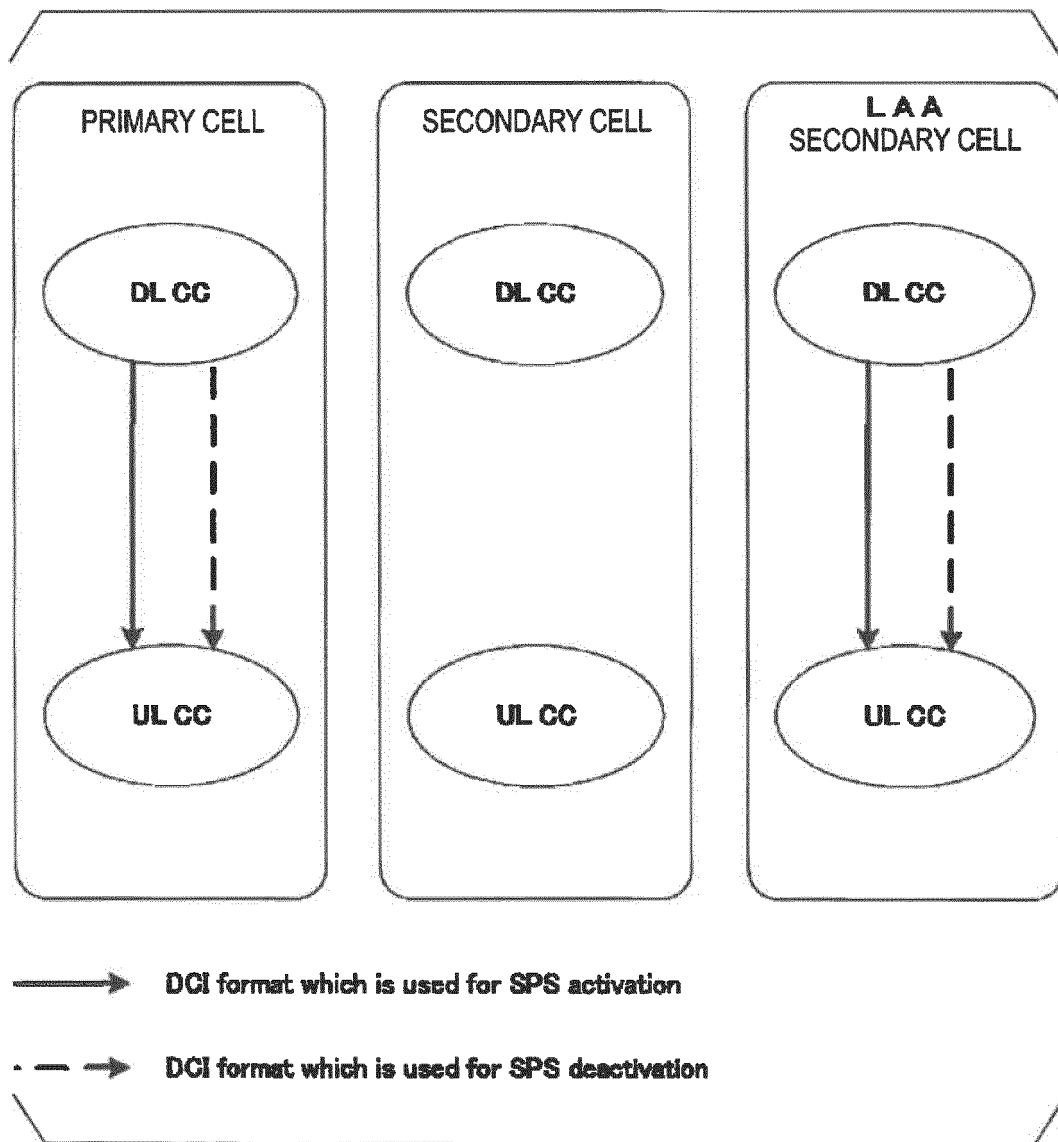 PRIMARY CELL
SECONDARY CELL
LAA
SECONDARY CELL
DL CC
DL CC
DL CC
UL CC
UL CC
UL CC
DCI format which is used for SPS activation
DCI format which is used for SPS deactivation